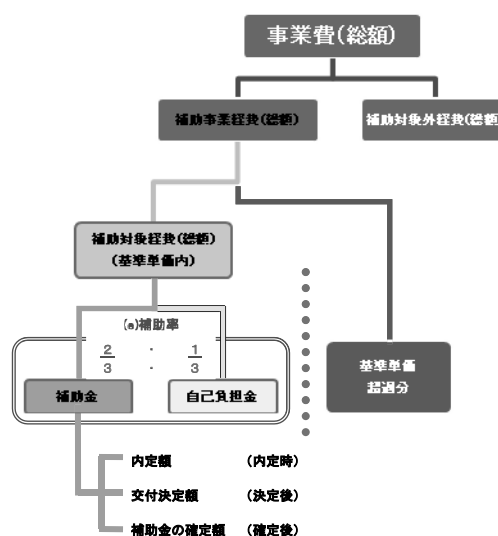 事業費(総額)
補助事業経費(総額)
補助対象外経費(総額)
補助対象経費(総額)
(基準単価内)
(a)補助率
2 ・ 1
3 ・ 3
補助金
自己負担金
基準単価
超過分
内定額 (内定時)
交付決定額 (決定後)
補助金の確定額 (確定後)